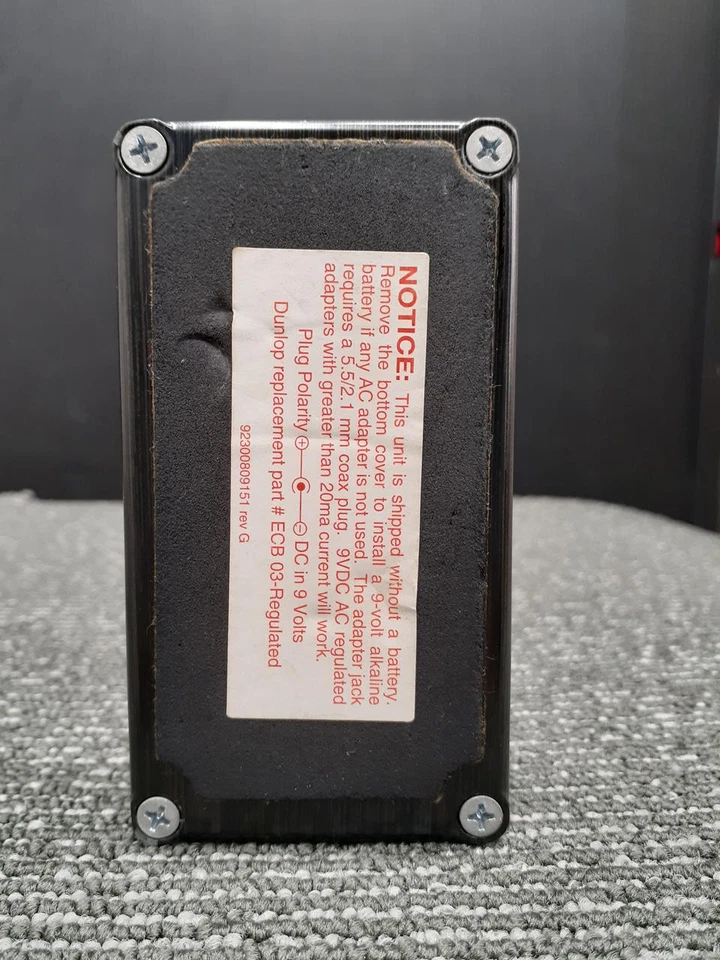 NOTICE: This unit is shipped without a battery.
Remove the bottom cover to install a 9-volt alkaline
battery if any AC adapter is not used. The adapter jack
requires a 5.5/2.1 mm coax plug. 9VDC AC regulated
adapters with greater than 20ma current will work.
Plug Polarity + - DC in 9 Volts
Dunlop replacement part # ECB 03-Regulated
92300809151 rev G